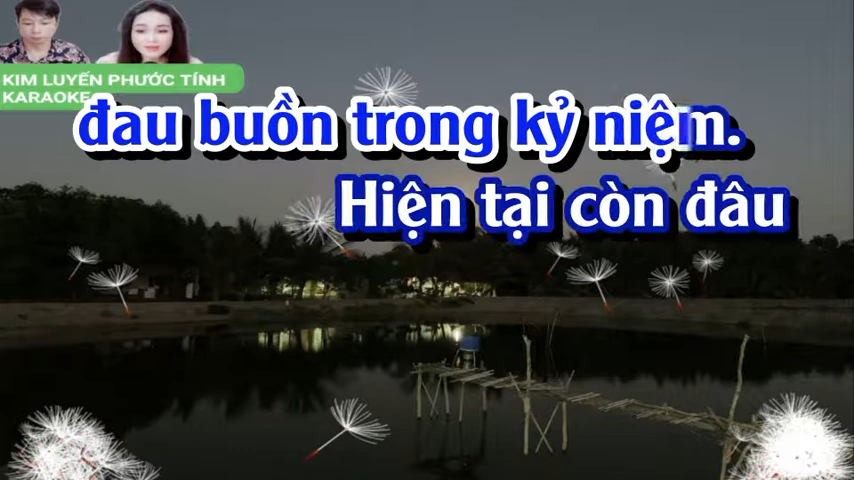 KIM LUYẾN PHƯỚC TÍNH
KARAOKE
đau buồn trong kỷ niệm.
Hiện tại còn đâu